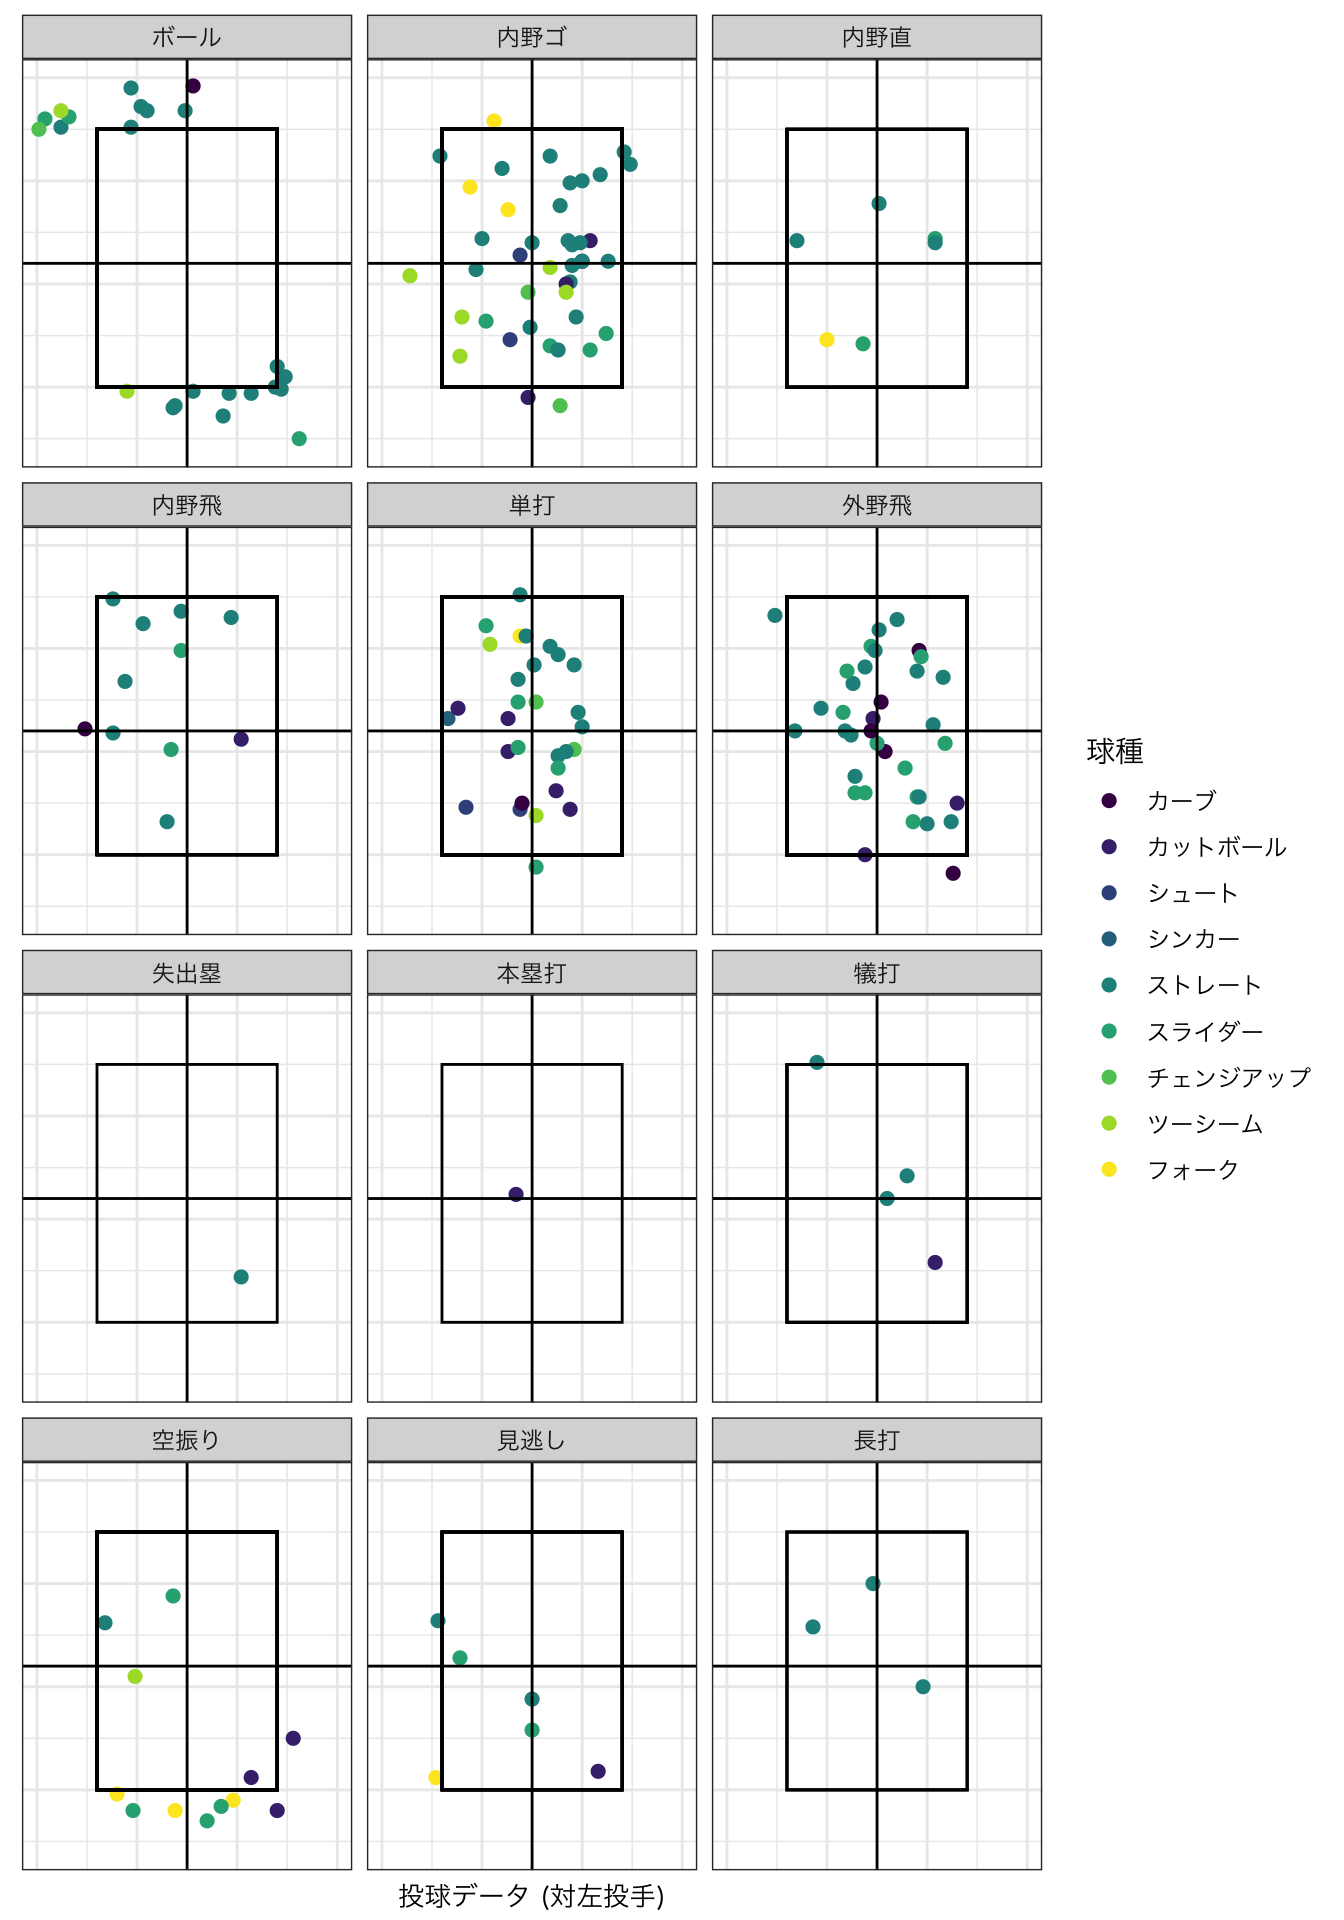 ボール
内野ゴ
内野直
内野飛
単打
外野飛
失出塁
本塁打
犠打
空振り
見逃し
長打
球種
カーブ
カットボール
シュート
シンカー
ストレート
スライダー
チェンジアップ
ツーシーム
フォーク
投球データ (対左投手)